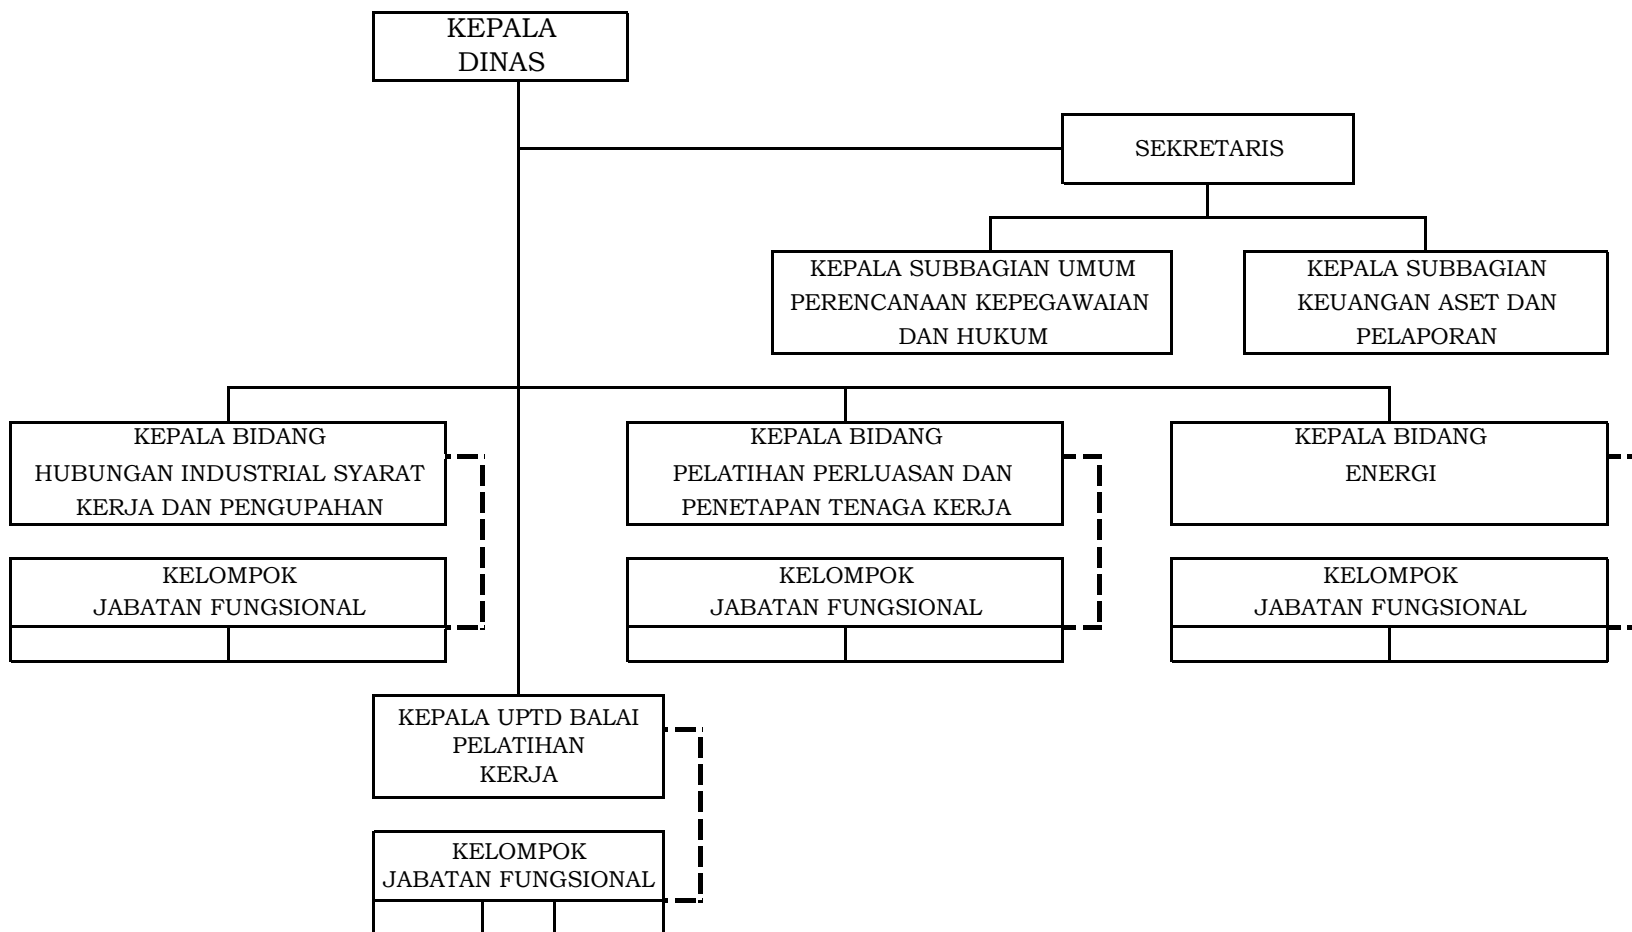 KEPALA
DINAS
SEKRETARIS
KEPALA SUBBAGIAN UMUM
PERENCANAAN KEPEGAWAIAN
DAN HUKUM
KEPALA SUBBAGIAN
KEUANGAN ASET DAN
PELAPORAN
KEPALA BIDANG
HUBUNGAN INDUSTRIAL SYARAT
KERJA DAN PENGUPAHAN
KEPALA BIDANG
PELATIHAN PERLUASAN DAN
PENETAPAN TENAGA KERJA
KEPALA BIDANG
ENERGI
KELOMPOK
JABATAN FUNGSIONAL
KELOMPOK
JABATAN FUNGSIONAL
KELOMPOK
JABATAN FUNGSIONAL
KEPALA UPTD BALAI
PELATIHAN
KERJA
KELOMPOK
JABATAN FUNGSIONAL